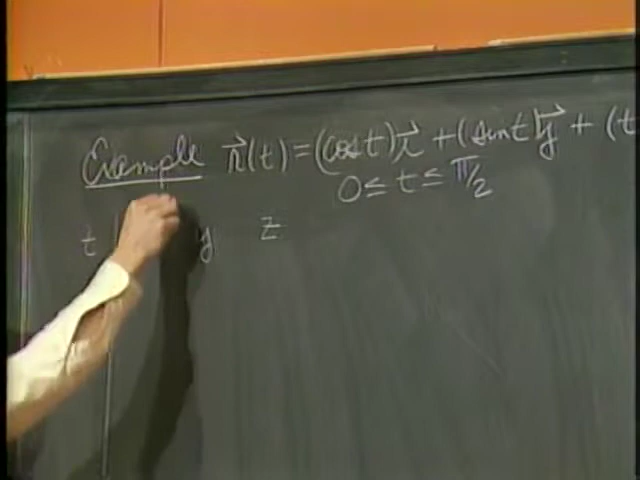 Example r⃗(t) = (cos t)i⃗ + (sin t)j⃗ + (t
0 ≤ t ≤ π/2
t y z